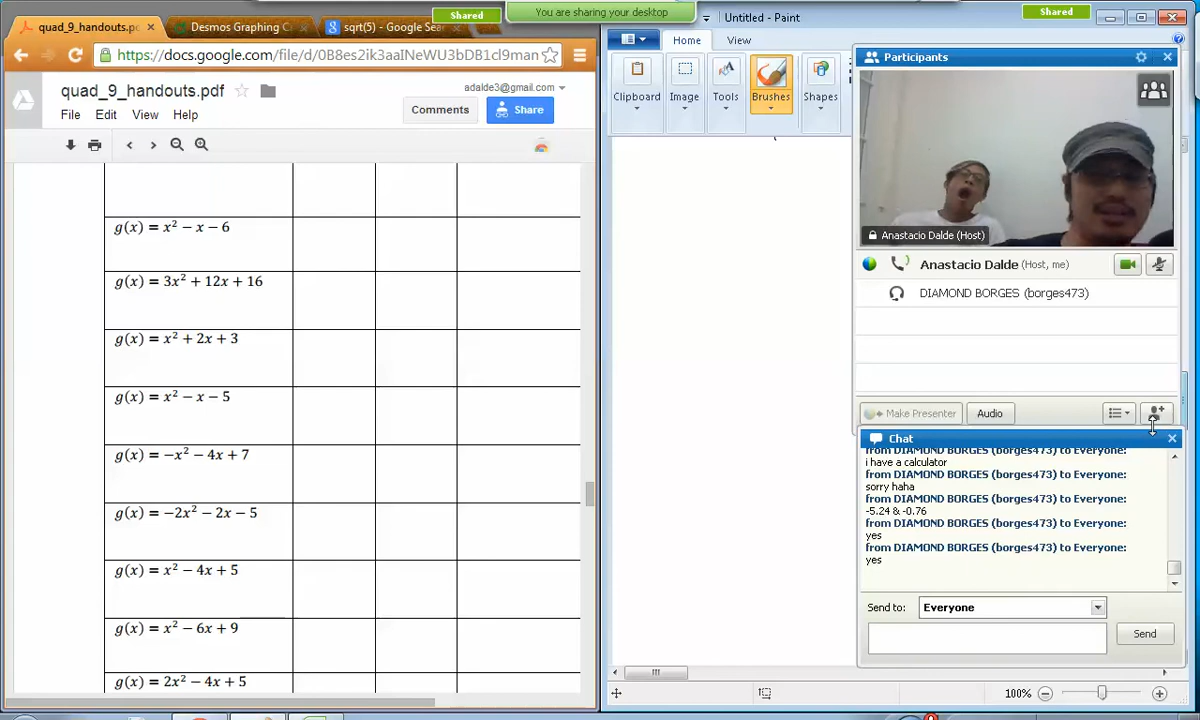 quad_9_handouts.pd
Desmos Graphing C
sqrt(5) - Google Sea
Shared
You are sharing your desktop
Untitled - Paint
Shared
https://docs.google.com/file/d/0B8es2ik3aaINeWU3bDB1cl9man
Home
View
quad_9_handouts.pdf
adalde3@gmail.com
File
Edit
View
Help
Comments
Share
Clipboard
Image
Tools
Brushes
Shapes
Participants
Anastacio Dalde (Host)
Anastacio Dalde (Host, me)
DIAMOND BORGES (borges473)
Make Presenter
Audio
g(x) = x² − x − 6
g(x) = 3x² + 12x + 16
g(x) = x² + 2x + 3
g(x) = x² − x − 5
g(x) = −x² − 4x + 7
g(x) = −2x² − 2x − 5
g(x) = x² − 4x + 5
g(x) = x² − 6x + 9
g(x) = 2x² − 4x + 5
Chat
from DIAMOND BORGES (borges473) to Everyone:
i have a calculator
from DIAMOND BORGES (borges473) to Everyone:
sorry haha
from DIAMOND BORGES (borges473) to Everyone:
-5.24 & -0.76
from DIAMOND BORGES (borges473) to Everyone:
yes
from DIAMOND BORGES (borges473) to Everyone:
yes
Send to:
Everyone
Send
100%